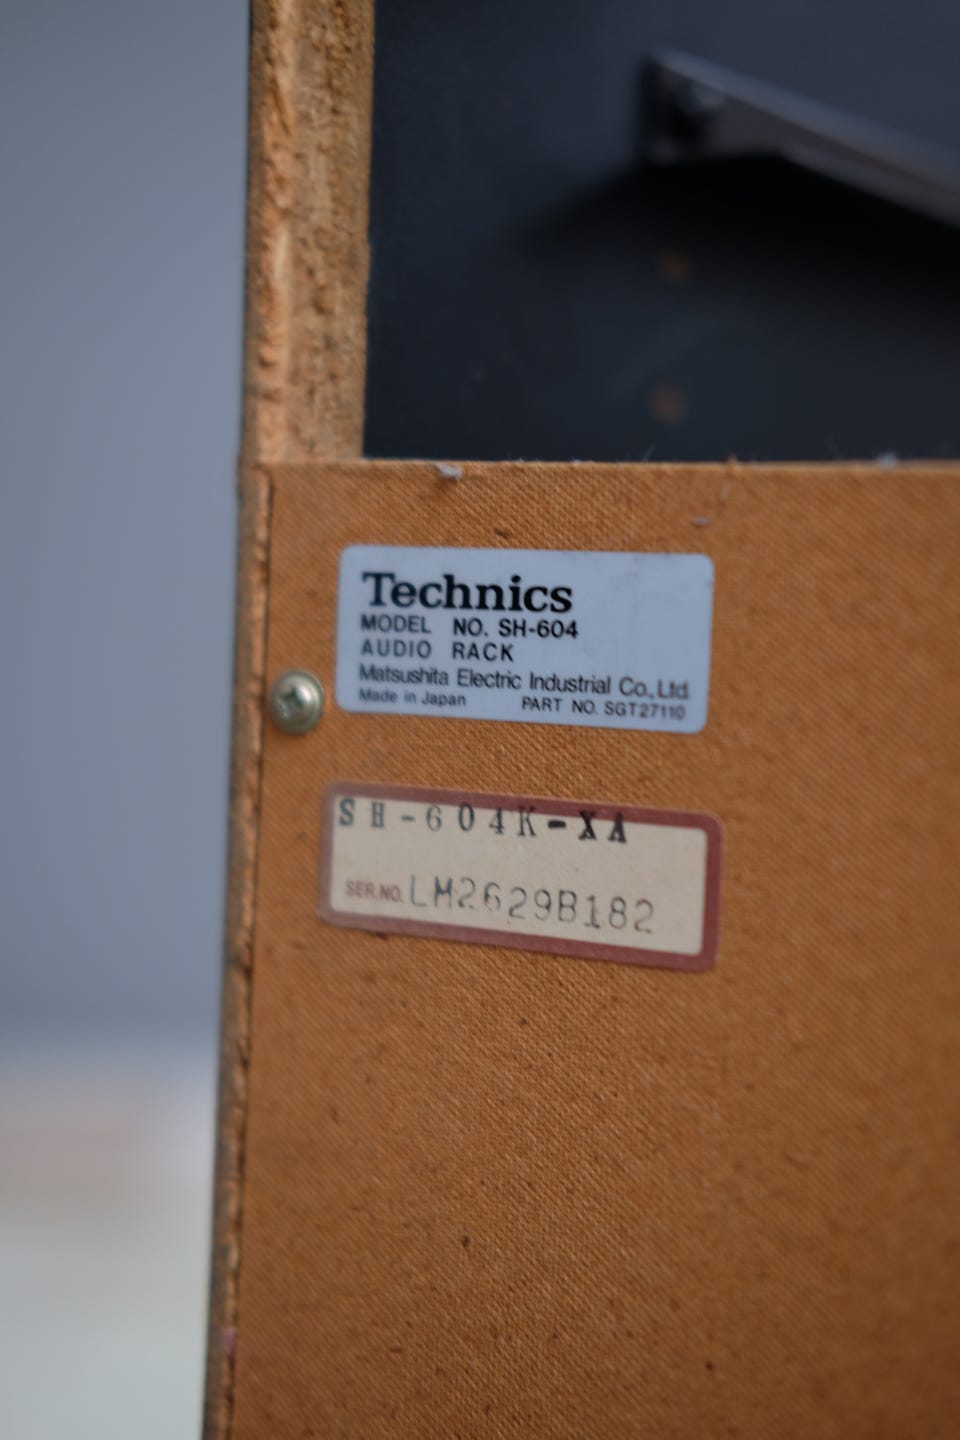 Technics
MODEL NO. SH-604
AUDIO RACK
Matsushita Electric Industrial Co., Ltd.
Made in Japan PART NO. SGT27110
SH-604K-XA
SER.NO. LM2629B182